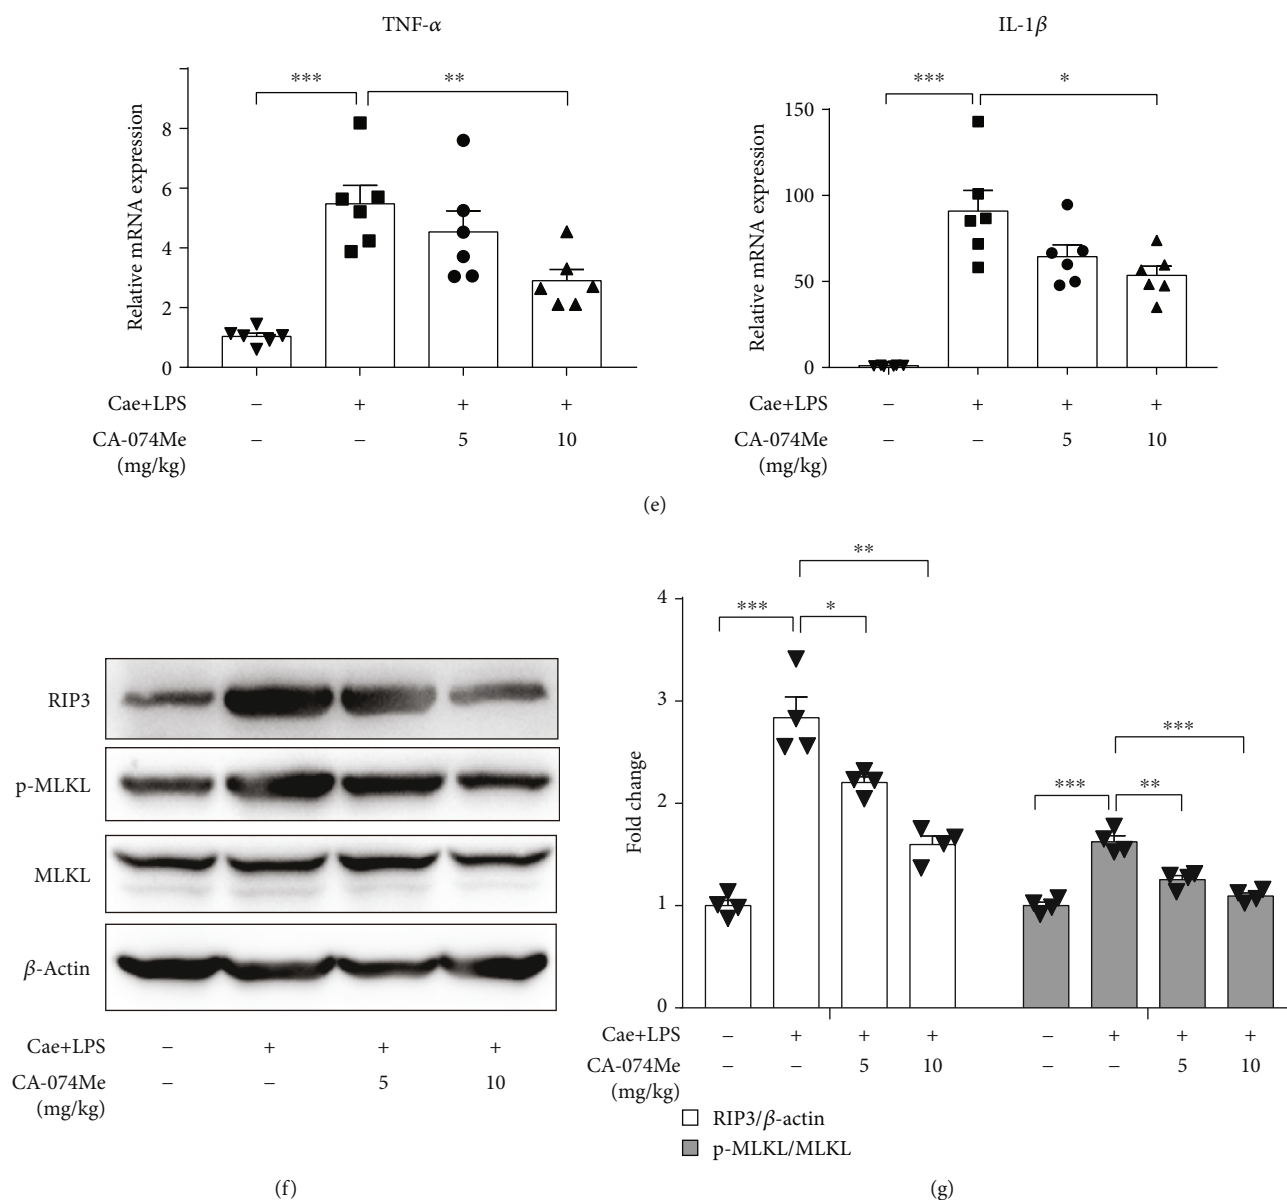 TNF-α
IL-1β
*** **
*** *
Relative mRNA expression
8
6
4
2
0
Relative mRNA expression
150
100
50
0
Cae+LPS – + + +
CA-074Me – – 5 10
(mg/kg)
Cae+LPS – + + +
CA-074Me – – 5 10
(mg/kg)
(e)
RIP3
p-MLKL
MLKL
β-Actin
Cae+LPS – + + +
CA-074Me – – 5 10
(mg/kg)
(f)
**
*** *
***
*** **
Fold change
4
3
2
1
0
Cae+LPS – + + + – + + +
CA-074Me – – 5 10 – – 5 10
(mg/kg)
RIP3/β-actin
p-MLKL/MLKL
(g)